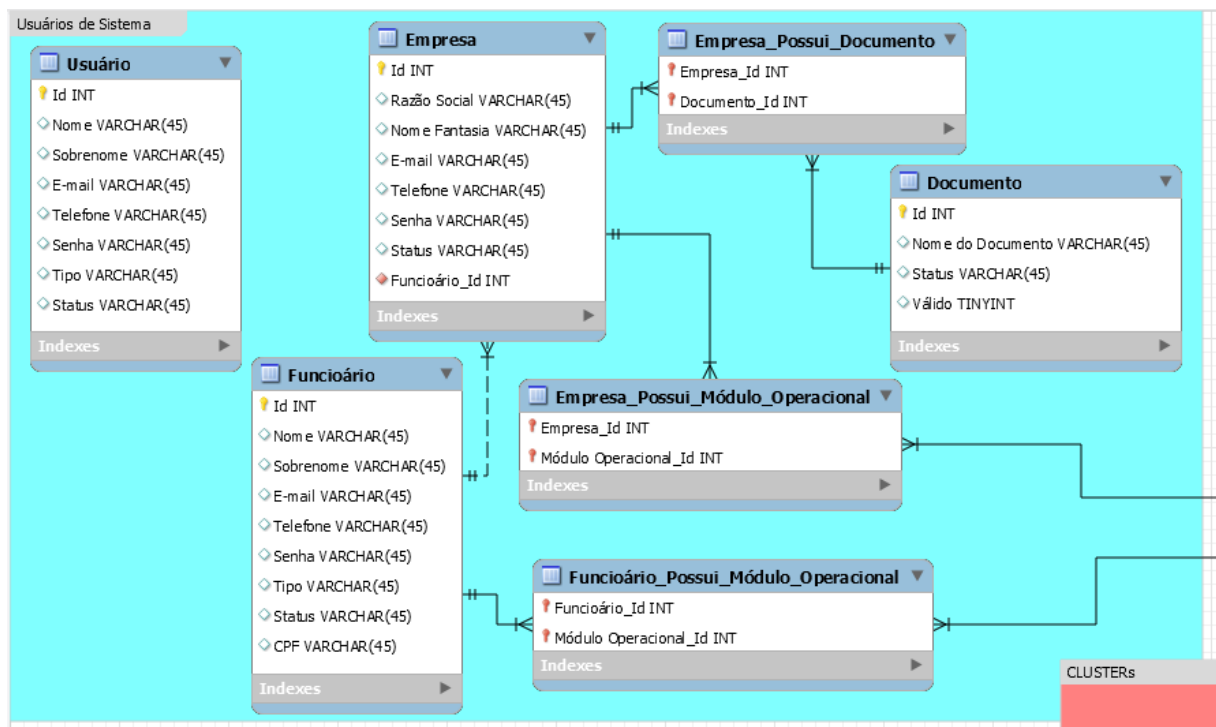 Usuários de Sistema
Usuário
Id INT
Nome VARCHAR(45)
Sobrenome VARCHAR(45)
E-mail VARCHAR(45)
Telefone VARCHAR(45)
Senha VARCHAR(45)
Tipo VARCHAR(45)
Status VARCHAR(45)
Indexes
Empresa
Id INT
Razão Social VARCHAR(45)
Nome Fantasia VARCHAR(45)
E-mail VARCHAR(45)
Telefone VARCHAR(45)
Senha VARCHAR(45)
Status VARCHAR(45)
Funcioário_Id INT
Indexes
Empresa_Possui_Documento
Empresa_Id INT
Documento_Id INT
Indexes
Documento
Id INT
Nome do Documento VARCHAR(45)
Status VARCHAR(45)
Válido TINYINT
Indexes
Funcioário
Id INT
Nome VARCHAR(45)
Sobrenome VARCHAR(45)
E-mail VARCHAR(45)
Telefone VARCHAR(45)
Senha VARCHAR(45)
Tipo VARCHAR(45)
Status VARCHAR(45)
CPF VARCHAR(45)
Indexes
Empresa_Possui_Módulo_Operacional
Empresa_Id INT
Módulo Operacional_Id INT
Indexes
Funcioário_Possui_Módulo_Operacional
Funcioário_Id INT
Módulo Operacional_Id INT
Indexes
CLUSTERs